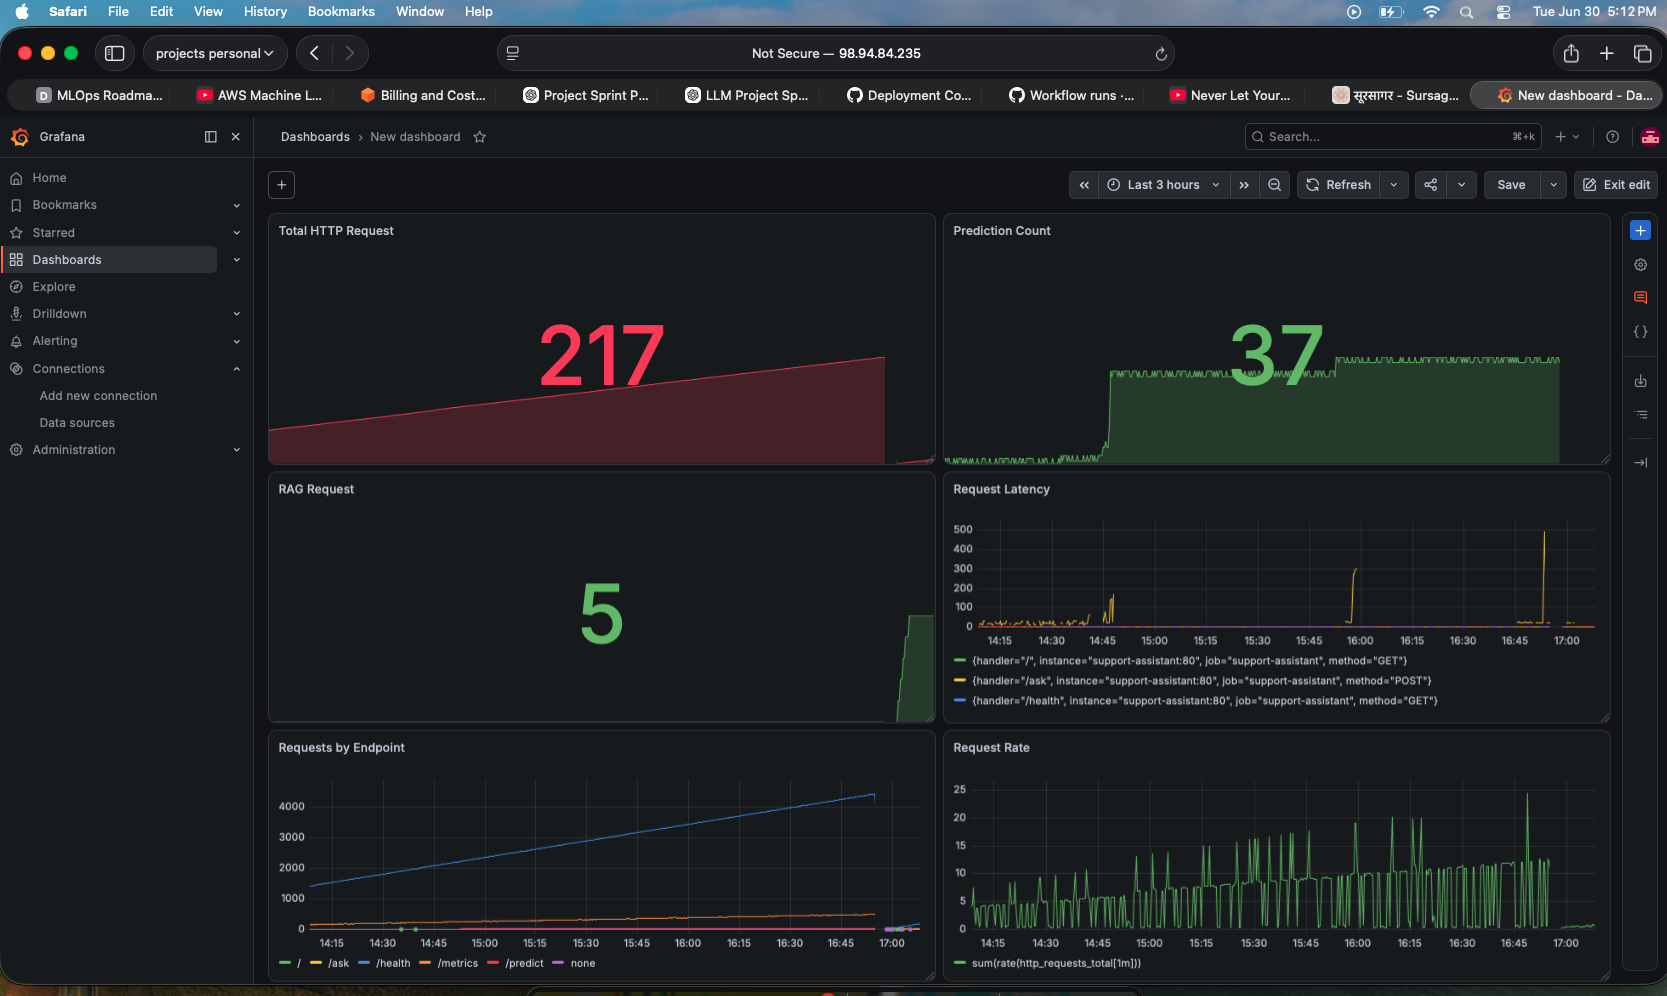 Safari File Edit View History Bookmarks Window Help Tue Jun 30 5:12 PM
projects personal Not Secure — 98.94.84.235
D MLOps Roadma... AWS Machine L... Billing and Cost... Project Sprint P... LLM Project Sp... Deployment Co... Workflow runs ·... Never Let Your... सूरसागर - Sursag... New dashboard - Da...
Grafana Dashboards › New dashboard Search... ⌘+k
Home
Bookmarks
Starred
Dashboards
Explore
Drilldown
Alerting
Connections
Add new connection
Data sources
Administration
Last 3 hours Refresh Save Exit edit
Total HTTP Request
217
Prediction Count
37
RAG Request
5
Request Latency
500
400
300
200
100
0
14:15 14:30 14:45 15:00 15:15 15:30 15:45 16:00 16:15 16:30 16:45 17:00
{handler="/", instance="support-assistant:80", job="support-assistant", method="GET"}
{handler="/ask", instance="support-assistant:80", job="support-assistant", method="POST"}
{handler="/health", instance="support-assistant:80", job="support-assistant", method="GET"}
Requests by Endpoint
4000
3000
2000
1000
0
14:15 14:30 14:45 15:00 15:15 15:30 15:45 16:00 16:15 16:30 16:45 17:00
/ /ask /health /metrics /predict none
Request Rate
25
20
15
10
5
0
14:15 14:30 14:45 15:00 15:15 15:30 15:45 16:00 16:15 16:30 16:45 17:00
sum(rate(http_requests_total[1m]))